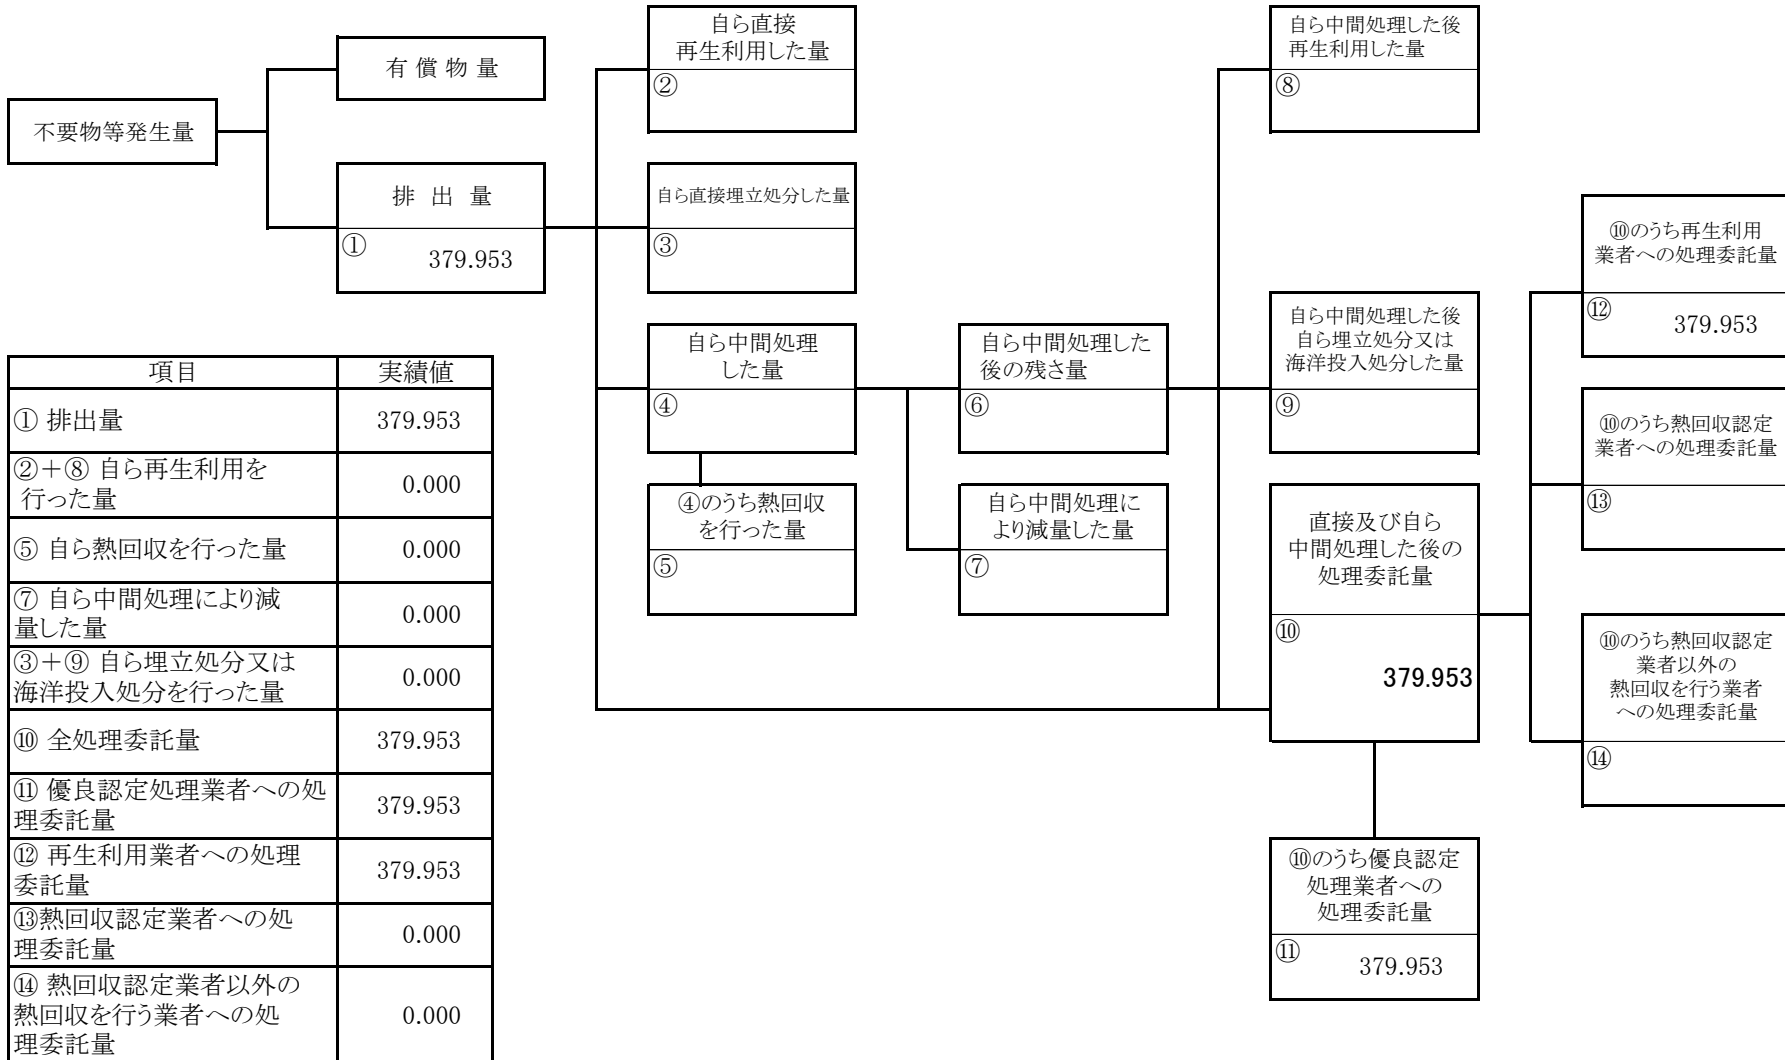 不要物等発生量
有 償 物 量
排 出 量
①
379.953
自ら直接
再生利用した量
②
自ら直接埋立処分した量
③
自ら中間処理
した量
④
④のうち熱回収
を行った量
⑤
自ら中間処理した
後の残さ量
⑥
自ら中間処理に
より減量した量
⑦
自ら中間処理した後
再生利用した量
⑧
自ら中間処理した後
自ら埋立処分又は
海洋投入処分した量
⑨
直接及び自ら
中間処理した後の
処理委託量
⑩
379.953
⑩のうち優良認定
処理業者への
処理委託量
⑪
379.953
⑩のうち再生利用
業者への処理委託量
⑫
379.953
⑩のうち熱回収認定
業者への処理委託量
⑬
⑩のうち熱回収認定
業者以外の
熱回収を行う業者
への処理委託量
⑭
項目 実績値
① 排出量 379.953
②+⑧ 自ら再生利用を
行った量 0.000
⑤ 自ら熱回収を行った量 0.000
⑦ 自ら中間処理により減
量した量 0.000
③+⑨ 自ら埋立処分又は
海洋投入処分を行った量 0.000
⑩ 全処理委託量 379.953
⑪ 優良認定処理業者への処
理委託量 379.953
⑫ 再生利用業者への処理
委託量 379.953
⑬熱回収認定業者への処
理委託量 0.000
⑭ 熱回収認定業者以外の
熱回収を行う業者への処
理委託量 0.000